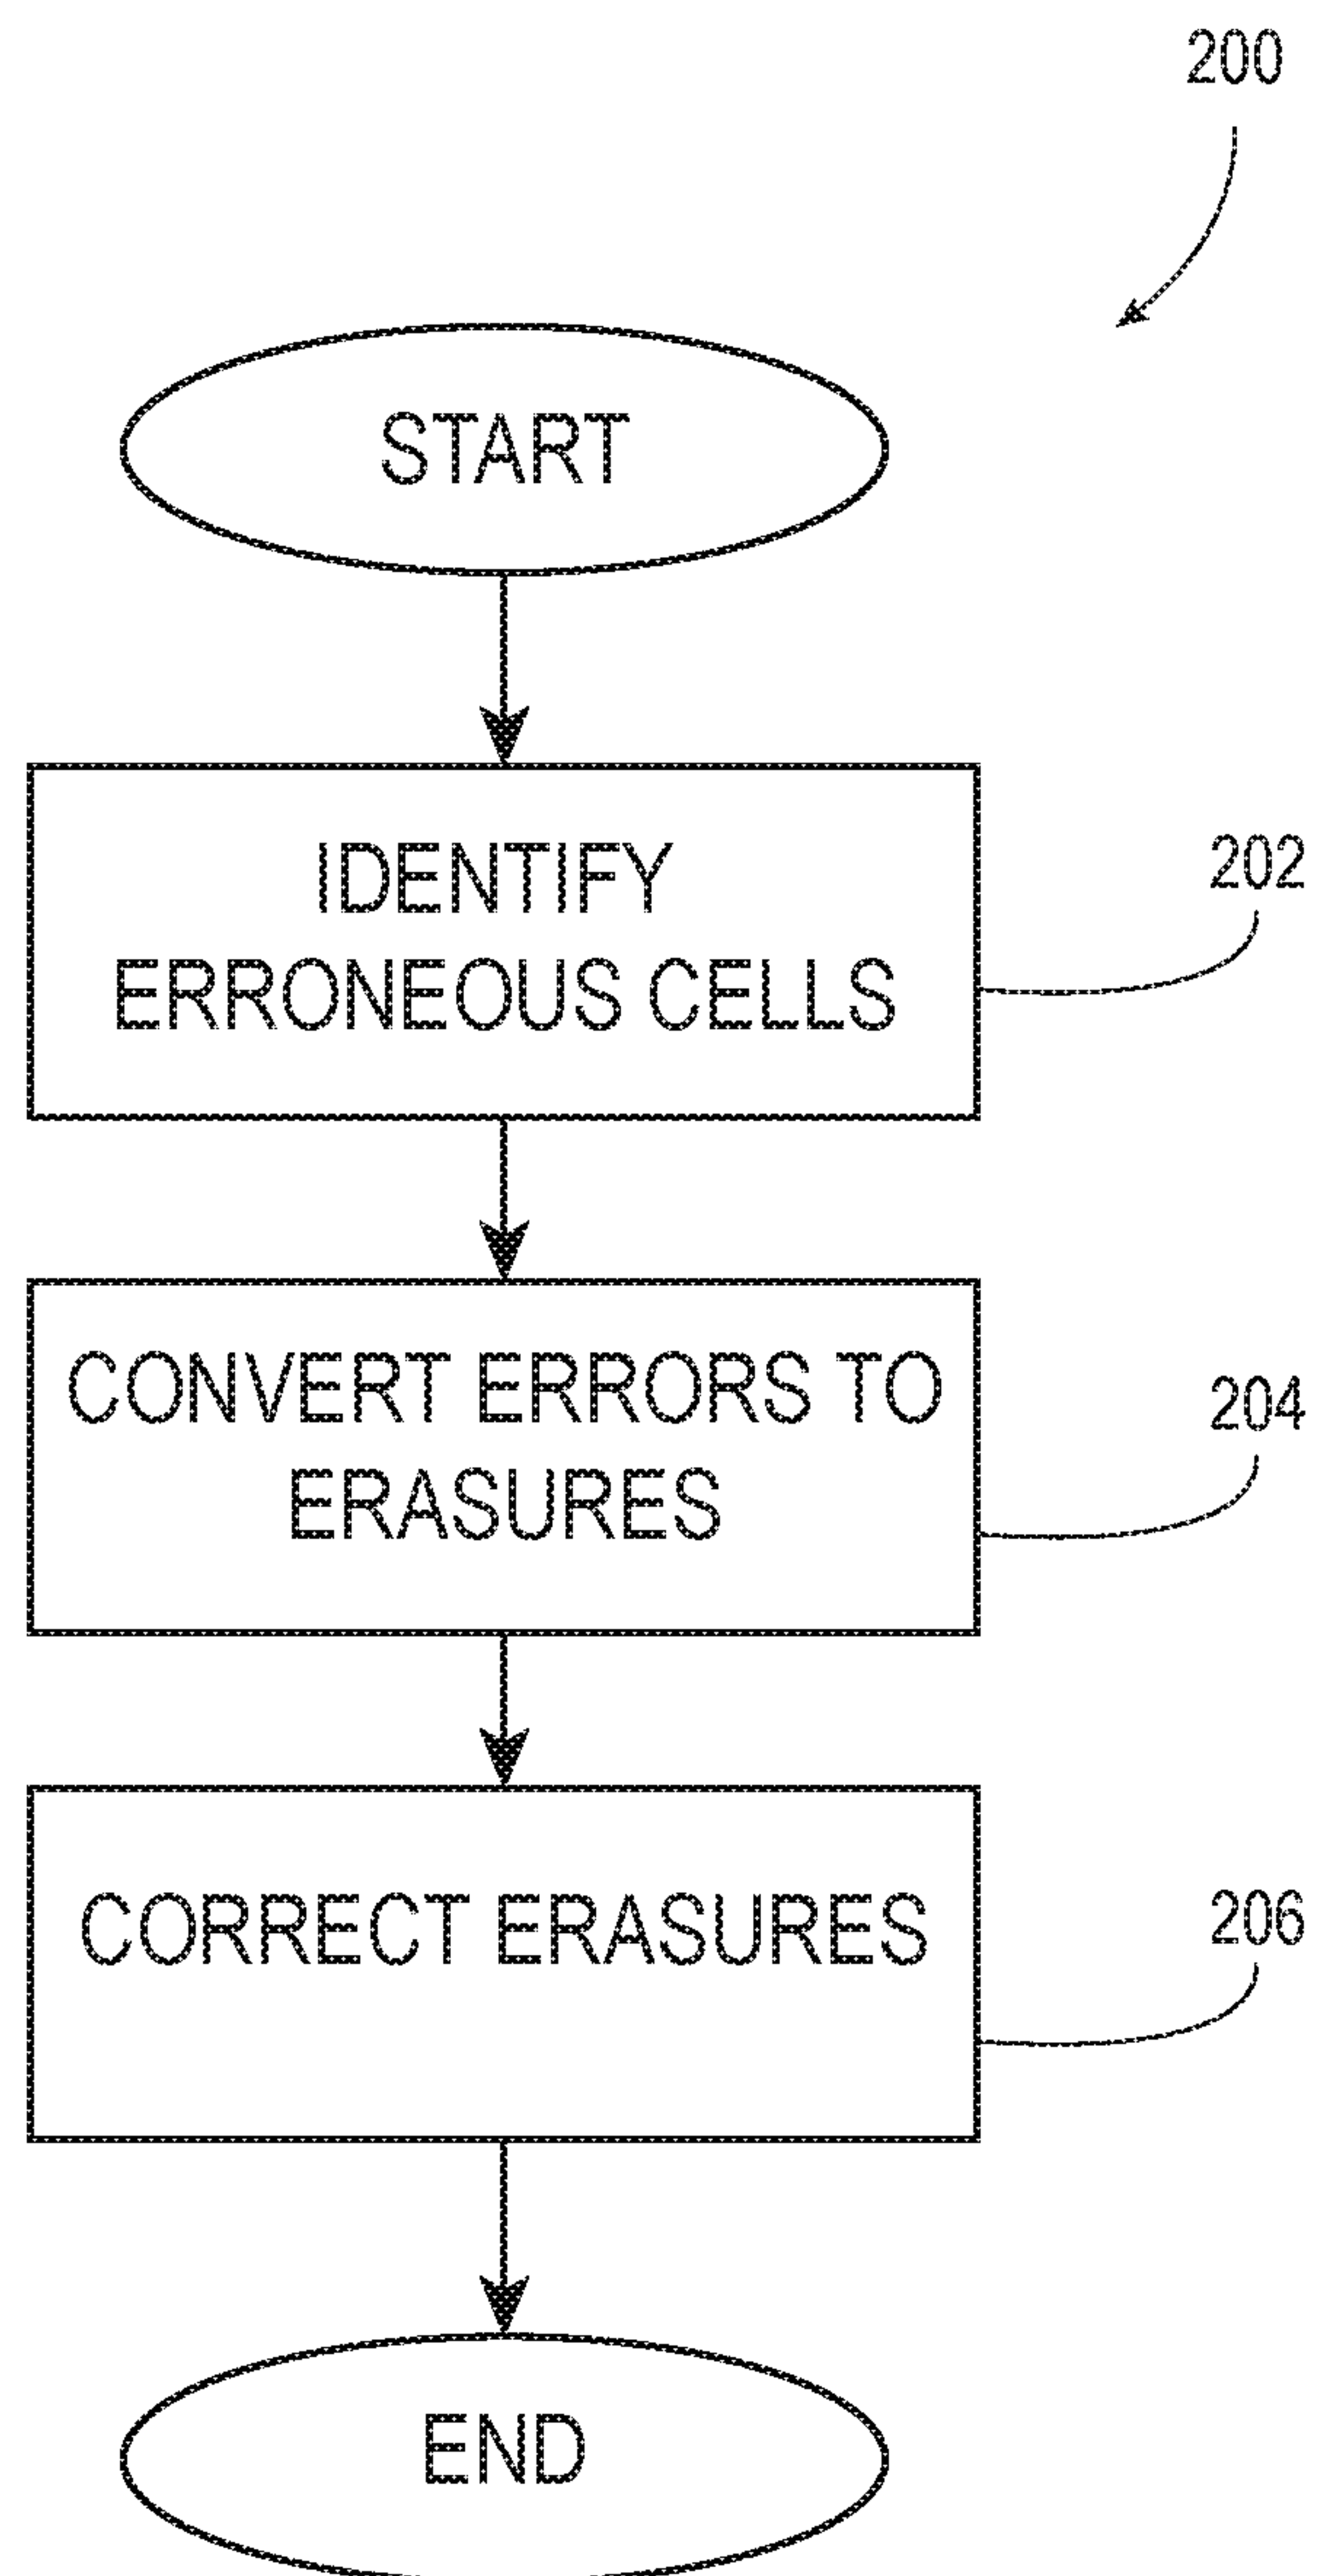 200
START
IDENTIFY
ERRONEOUS CELLS
202
CONVERT ERRORS TO
ERASURES
204
CORRECT ERASURES
206
END